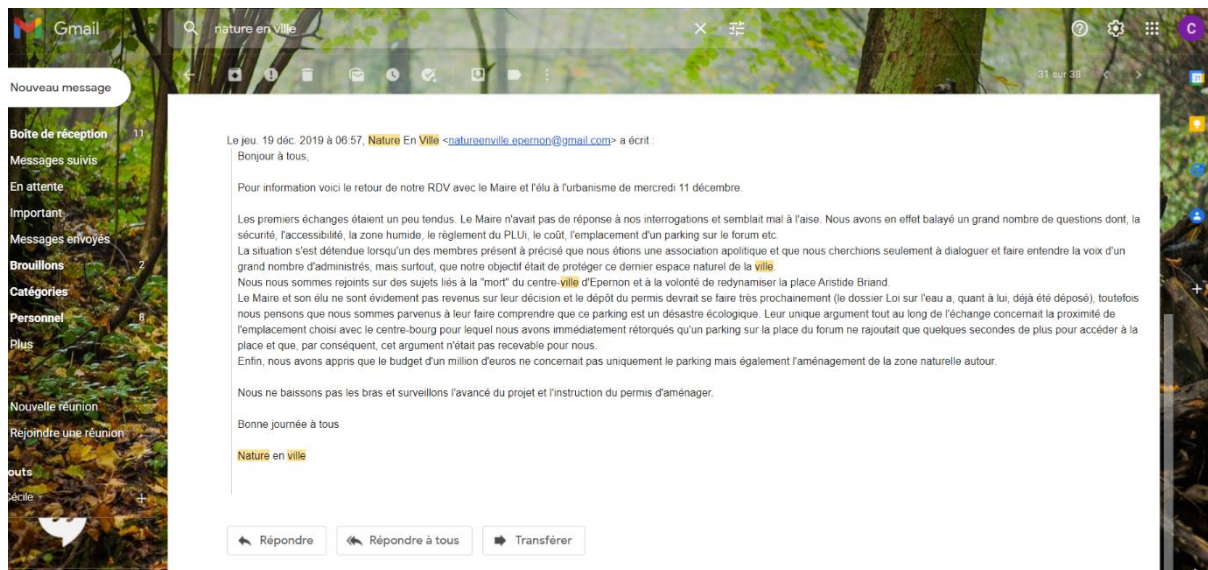 Gmail
nature en ville
Nouveau message
31 sur 38
Boîte de réception 11
Messages suivis
En attente
Important
Messages envoyés
Brouillons 2
Catégories
Personnel 8
Plus
Nouvelle réunion
Rejoindre une réunion
outs
Cécile
C
31
Le jeu. 19 déc. 2019 à 06:57, Nature En Ville <natureenville.epernon@gmail.com> a écrit :
Bonjour à tous,
Pour information voici le retour de notre RDV avec le Maire et l'élu à l'urbanisme de mercredi 11 décembre.
Les premiers échanges étaient un peu tendus. Le Maire n'avait pas de réponse à nos interrogations et semblait mal à l'aise. Nous avons en effet balayé un grand nombre de questions dont, la
sécurité, l'accessibilité, la zone humide, le règlement du PLUi, le coût, l'emplacement d'un parking sur le forum etc.
La situation s'est détendue lorsqu'un des membres présent à précisé que nous étions une association apolitique et que nous cherchions seulement à dialoguer et faire entendre la voix d'un
grand nombre d'administrés, mais surtout, que notre objectif était de protéger ce dernier espace naturel de la ville.
Nous nous sommes rejoints sur des sujets liés à la "mort" du centre-ville d'Epernon et à la volonté de redynamiser la place Aristide Briand.
Le Maire et son élu ne sont évidement pas revenus sur leur décision et le dépôt du permis devrait se faire très prochainement (le dossier Loi sur l'eau a, quant à lui, déjà été déposé), toutefois
nous pensons que nous sommes parvenus à leur faire comprendre que ce parking est un désastre écologique. Leur unique argument tout au long de l'échange concernait la proximité de
l'emplacement choisi avec le centre-bourg pour lequel nous avons immédiatement rétorqués qu'un parking sur la place du forum ne rajoutait que quelques secondes de plus pour accéder à la
place et que, par conséquent, cet argument n'était pas recevable pour nous.
Enfin, nous avons appris que le budget d'un million d'euros ne concernait pas uniquement le parking mais également l'aménagement de la zone naturelle autour.
Nous ne baissons pas les bras et surveillons l'avancé du projet et l'instruction du permis d'aménager.
Bonne journée à tous
Nature en ville
Répondre
Répondre à tous
Transférer